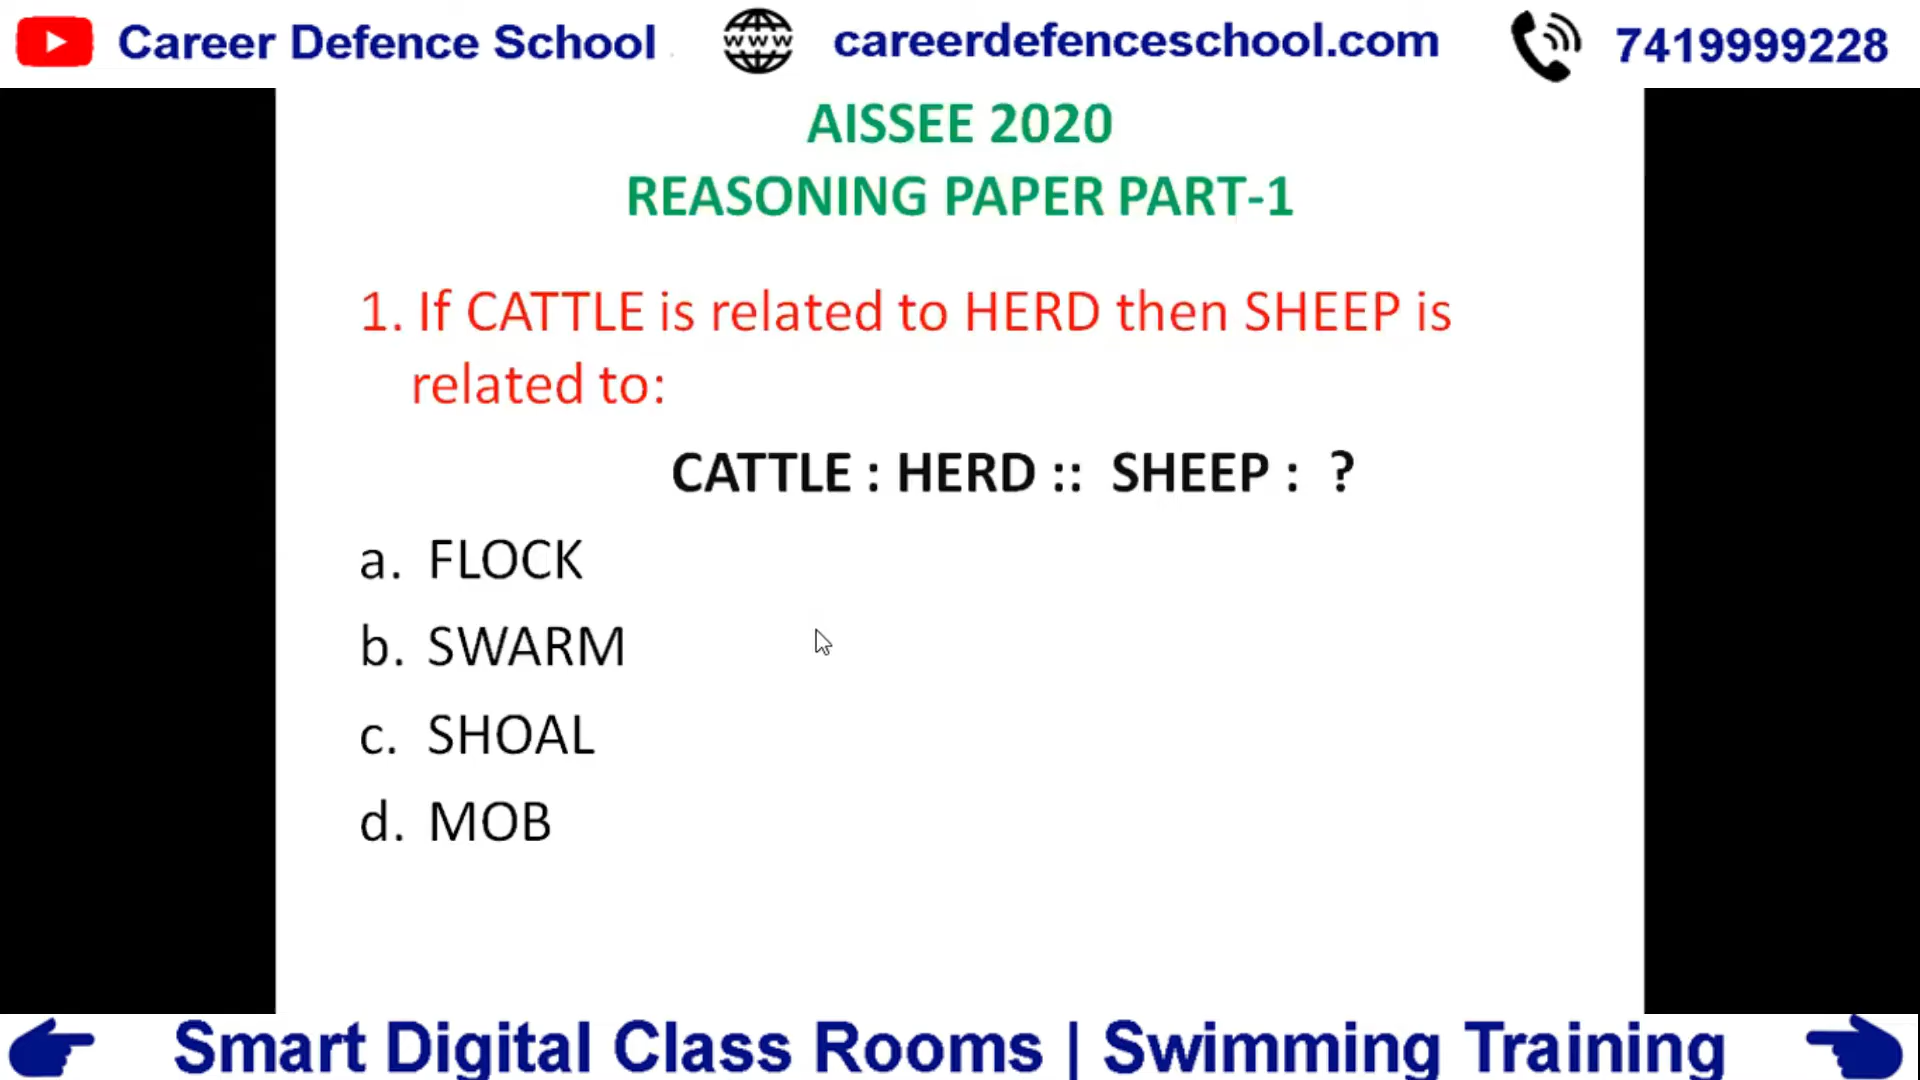 Career Defence School
www
careerdefenceschool.com
7419999228
AISSEE 2020
REASONING PAPER PART-1
1. If CATTLE is related to HERD then SHEEP is
related to:
CATTLE : HERD :: SHEEP : ?
a. FLOCK
b. SWARM
c. SHOAL
d. MOB
Smart Digital Class Rooms | Swimming Training